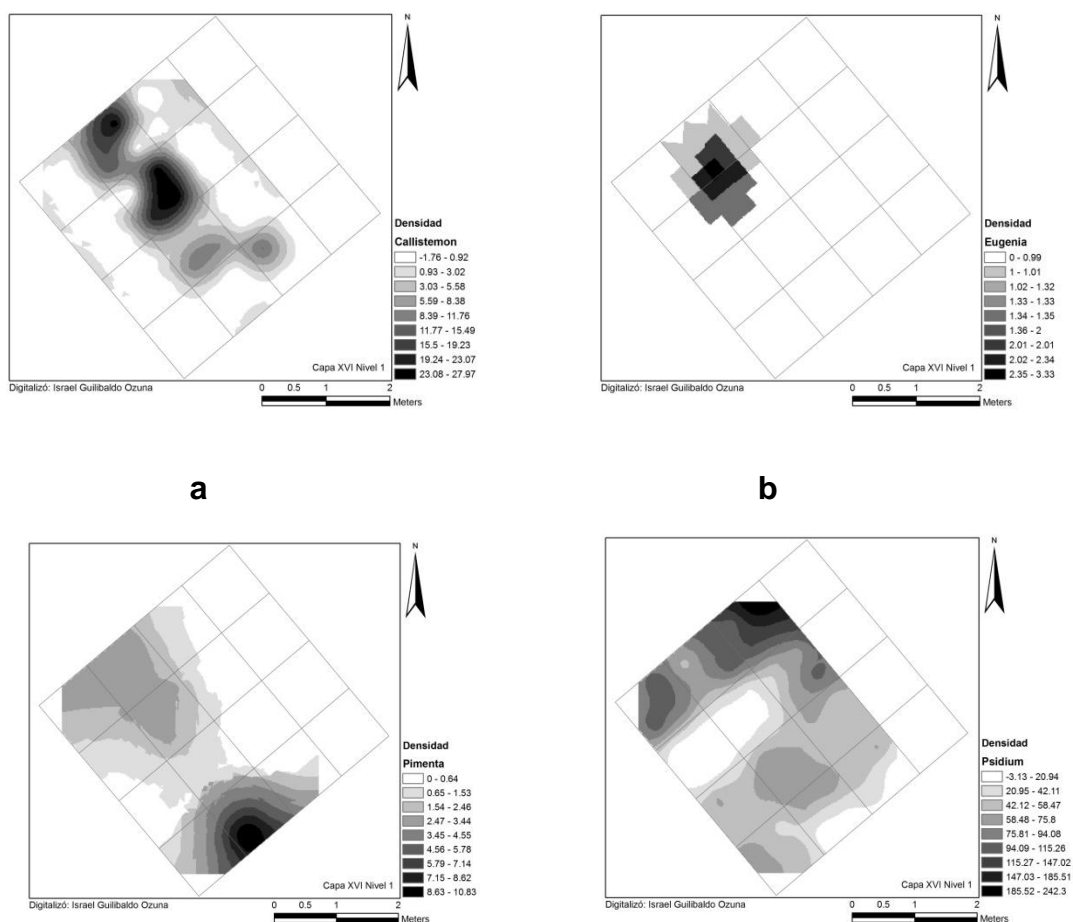 N
Densidad
Callistemon
-1.76 - 0.92
0.93 - 3.02
3.03 - 5.58
5.59 - 8.38
8.39 - 11.76
11.77 - 15.49
15.5 - 19.23
19.24 - 23.07
23.08 - 27.97
Capa XVI Nivel 1
Digitalizó: Israel Guilibaldo Ozuna
0 0.5 1 2
Meters
N
Densidad
Eugenia
0 - 0.99
1 - 1.01
1.02 - 1.32
1.33 - 1.33
1.34 - 1.35
1.36 - 2
2.01 - 2.01
2.02 - 2.34
2.35 - 3.33
Capa XVI Nivel 1
Digitalizó: Israel Guilibaldo Ozuna
0 0.5 1 2
Meters
a
b
N
Densidad
Pimenta
0 - 0.64
0.65 - 1.53
1.54 - 2.46
2.47 - 3.44
3.45 - 4.55
4.56 - 5.78
5.79 - 7.14
7.15 - 8.62
8.63 - 10.83
Capa XVI Nivel 1
Digitalizó: Israel Guilibaldo Ozuna
0 0.5 1 2
Meters
N
Densidad
Psidium
-3.13 - 20.94
20.95 - 42.11
42.12 - 58.47
58.48 - 75.8
75.81 - 94.08
94.09 - 115.26
115.27 - 147.02
147.03 - 185.51
185.52 - 242.3
Capa XVI Nivel 1
Digitalizó: Israel Guilibaldo Ozuna
0 0.5 1 2
Meters